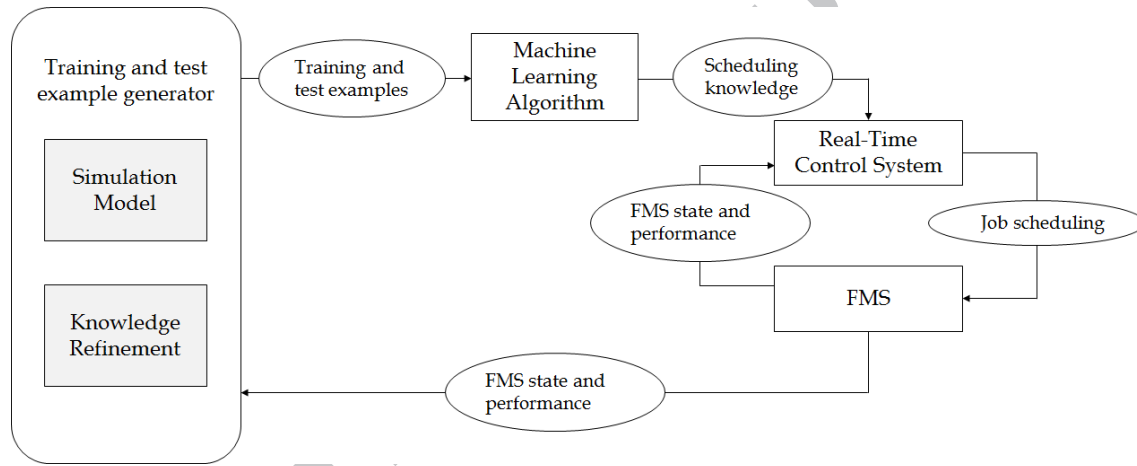 Training and test
example generator
Simulation
Model
Knowledge
Refinement
Training and
test examples
Machine
Learning
Algorithm
Scheduling
knowledge
Real-Time
Control System
FMS state and
performance
Job scheduling
FMS
FMS state and
performance